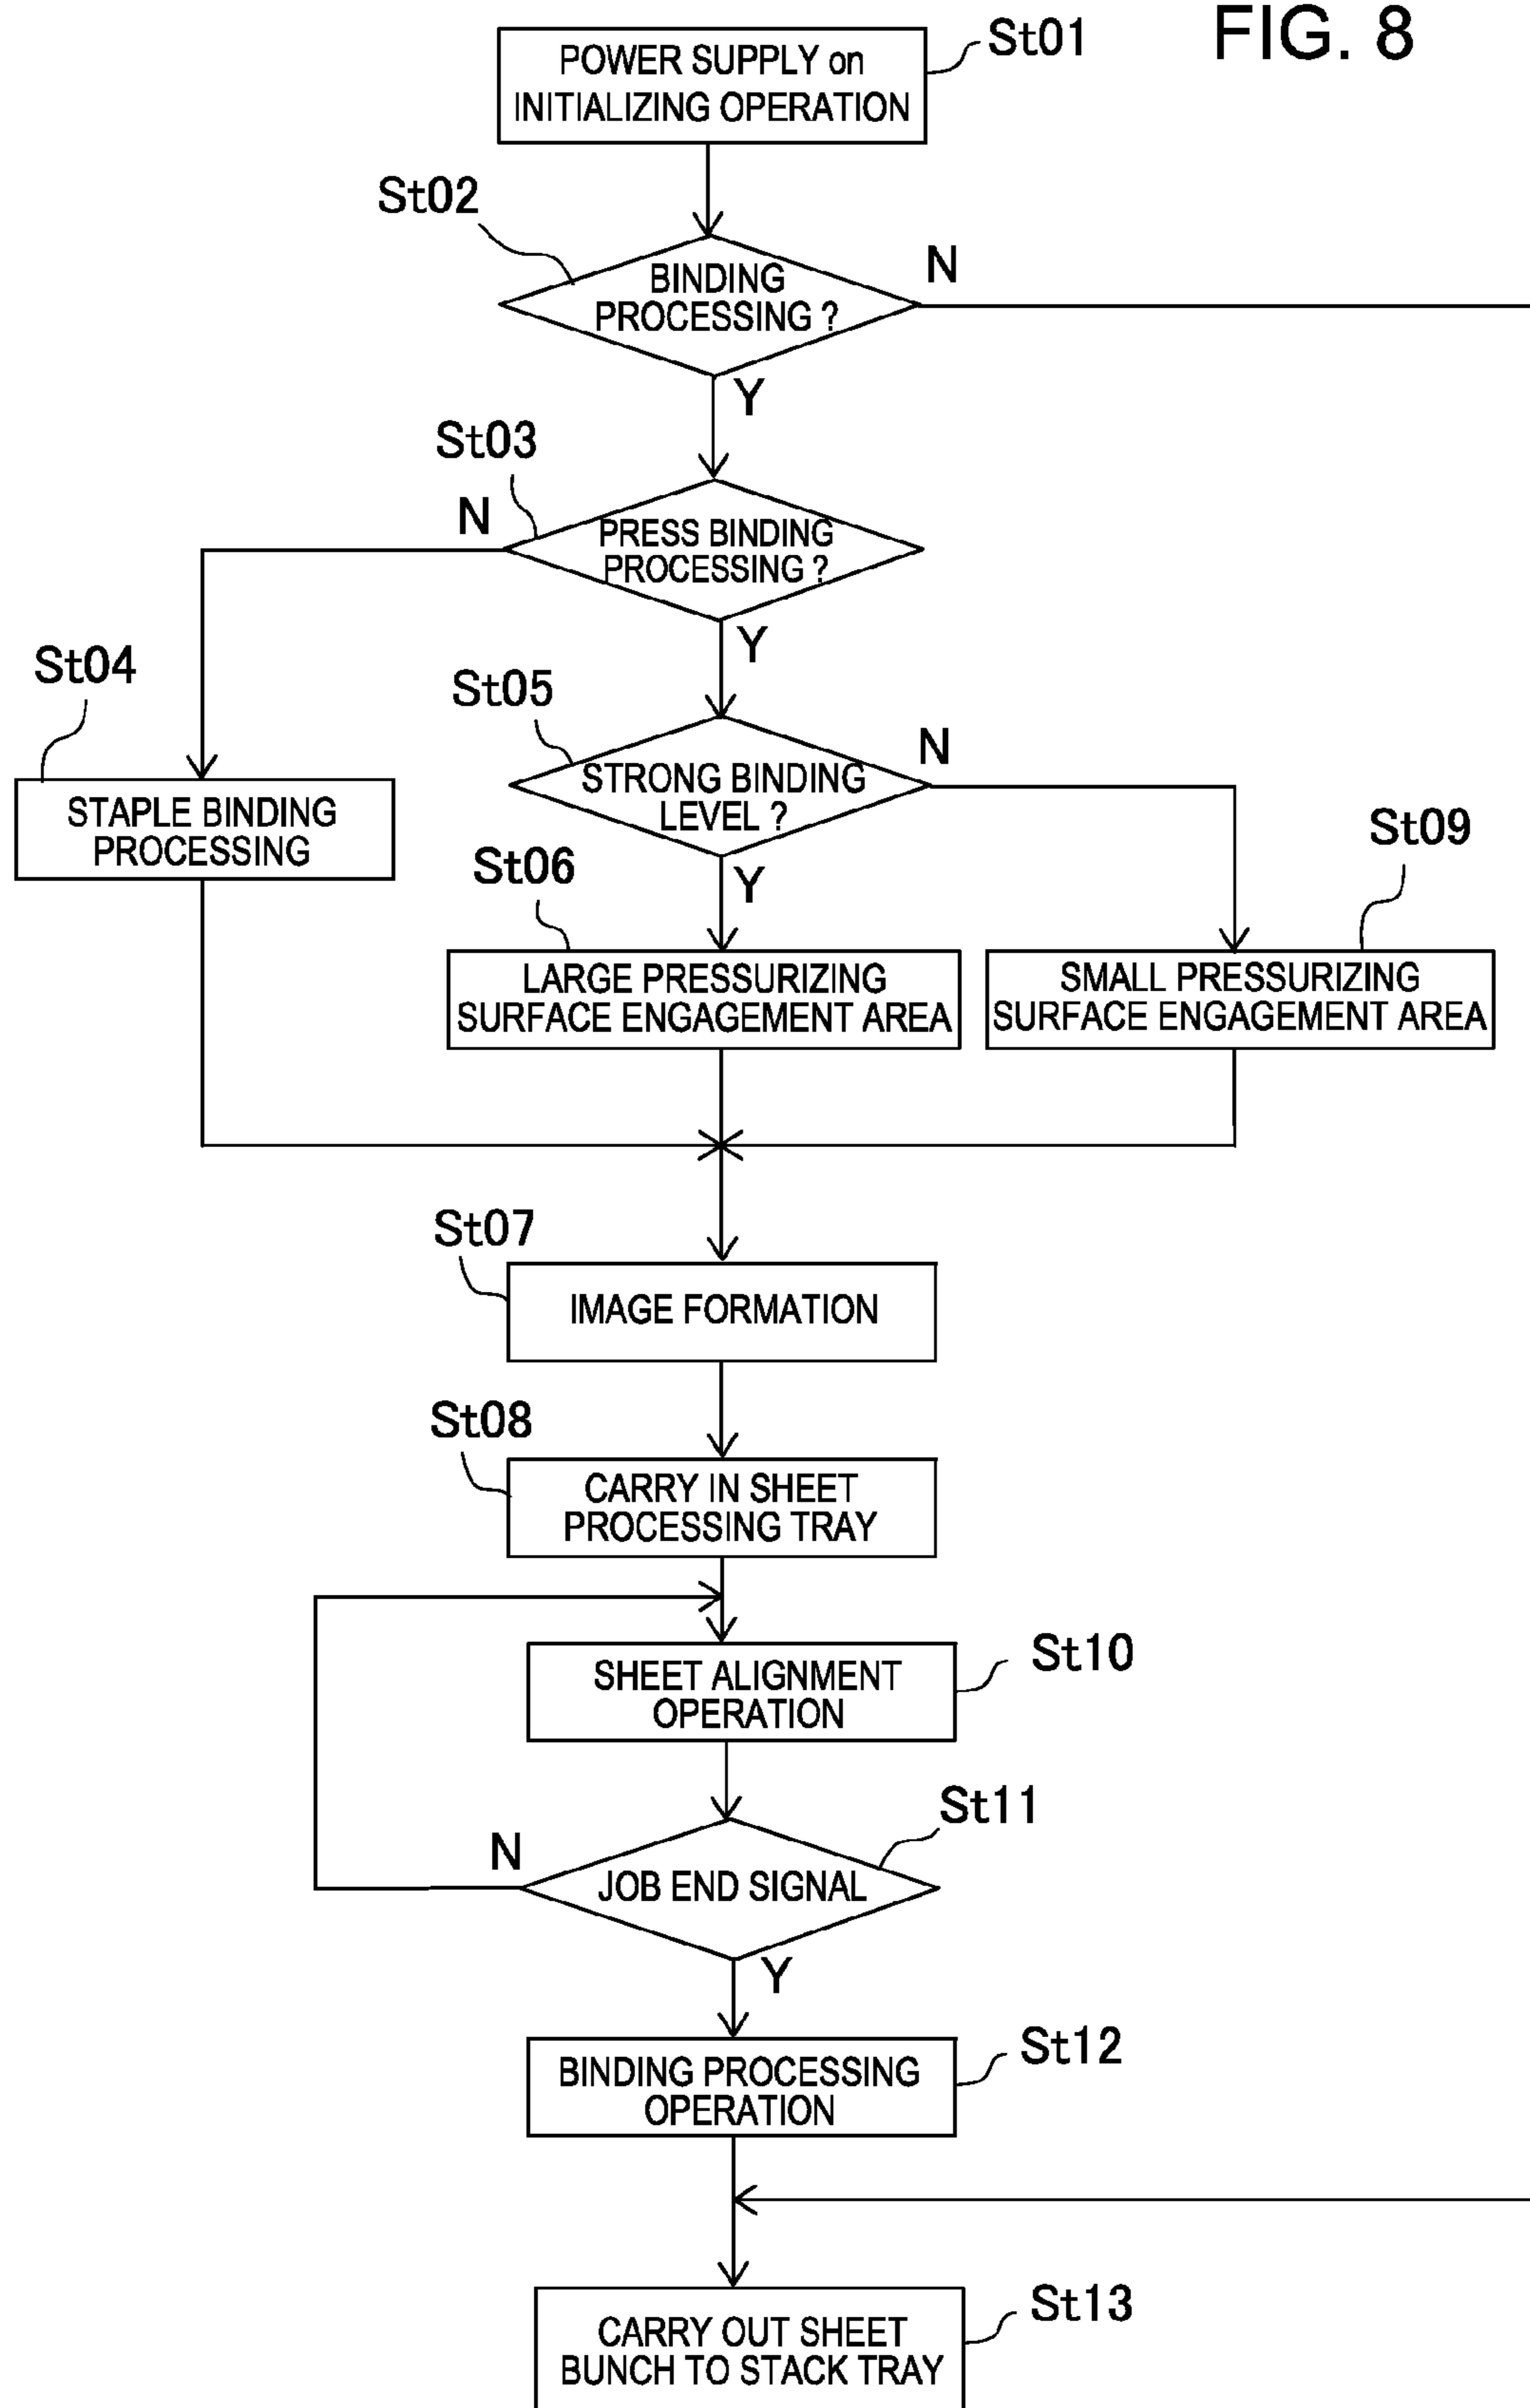 FIG. 8
St01
POWER SUPPLY on
INITIALIZING OPERATION
St02
BINDING
PROCESSING ?
N
Y
St03
PRESS BINDING
PROCESSING ?
N
Y
St04
STAPLE BINDING
PROCESSING
St05
STRONG BINDING
LEVEL ?
N
Y
St06
LARGE PRESSURIZING
SURFACE ENGAGEMENT AREA
St09
SMALL PRESSURIZING
SURFACE ENGAGEMENT AREA
St07
IMAGE FORMATION
St08
CARRY IN SHEET
PROCESSING TRAY
St10
SHEET ALIGNMENT
OPERATION
St11
JOB END SIGNAL
N
Y
St12
BINDING PROCESSING
OPERATION
St13
CARRY OUT SHEET
BUNCH TO STACK TRAY